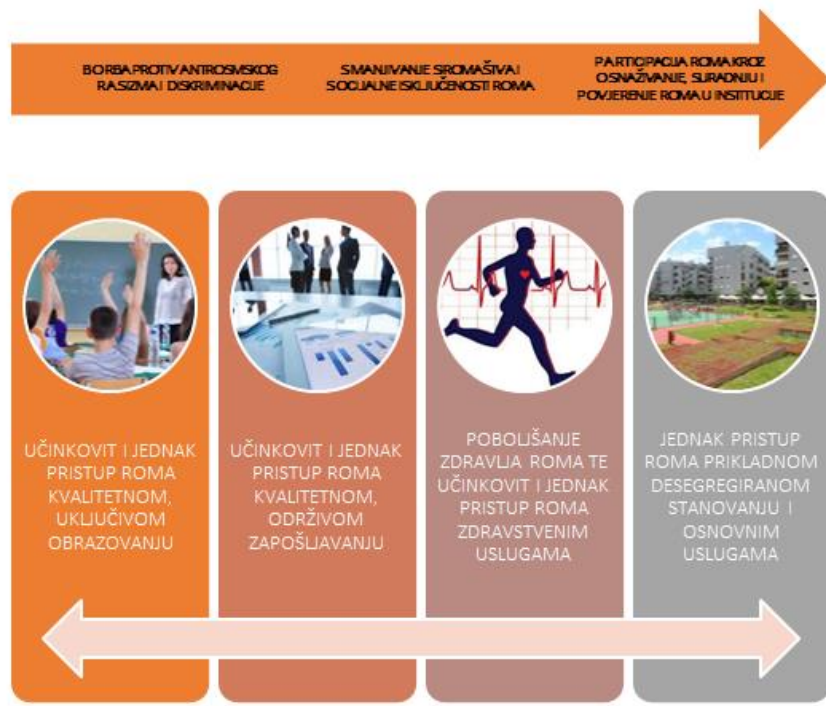 BORBA PROTIV ANTROSMSKOG
RASIZMA I DISKRIMINACIJE
SMANJIVANJE SIROMAŠTVA I
SOCIJALNE ISKLJUČENOSTI ROMA
PARTICIPACIJA ROMA KROZ
OSNAŽIVANJE, SURADNJU I
POVJERENJE ROMA U INSTITUCIJE
UČINKOVIT I JEDNAK
PRISTUP ROMA
KVALITETNOM,
UKLJUČIVOM
OBRAZOVANJU
UČINKOVIT I JEDNAK
PRISTUP ROMA
KVALITETNOM,
ODRŽIVOM
ZAPOŠLJAVANJU
POBOLJŠANJE
ZDRAVLJA ROMA TE
UČINKOVIT I JEDNAK
PRISTUP ROMA
ZDRAVSTVENIM
USLUGAMA
JEDNAK PRISTUP
ROMA PRIKLADNOM
DESEGREGIRANOM
STANOVANJU I
OSNOVNIM
USLUGAMA